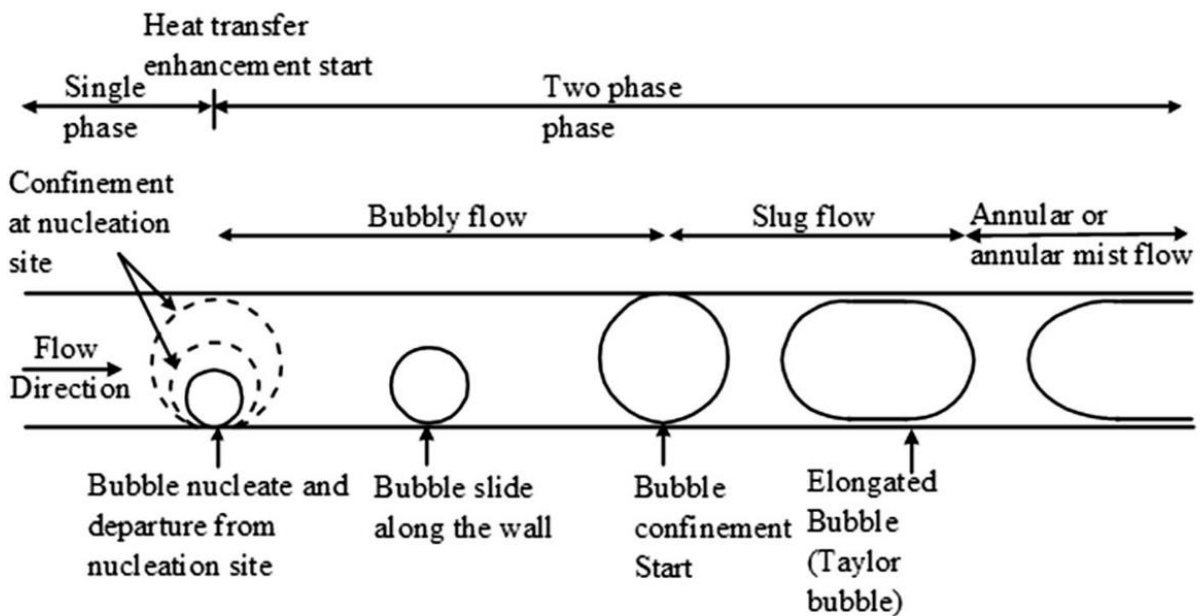 Heat transfer
enhancement start
Single
phase
Two phase
phase
Confinement
at nucleation
site
Bubbly flow
Slug flow
Annular or
annular mist flow
Flow
Direction
Bubble nucleate and
departure from
nucleation site
Bubble slide
along the wall
Bubble
confinement
Start
Elongated
Bubble
(Taylor
bubble)